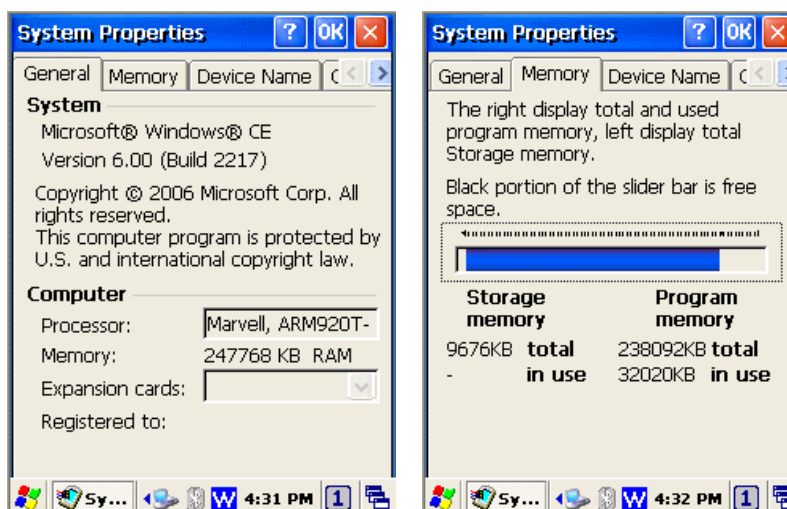 System Properties ? OK ×
General Memory Device Name
System
Microsoft® Windows® CE
Version 6.00 (Build 2217)
Copyright © 2006 Microsoft Corp. All
rights reserved.
This computer program is protected by
U.S. and international copyright law.
Computer
Processor: Marvell, ARM920T-
Memory: 247768 KB RAM
Expansion cards:
Registered to:
Sy... W 4:31 PM 1
System Properties ? OK ×
General Memory Device Name
The right display total and used
program memory, left display total
Storage memory.
Black portion of the slider bar is free
space.
Storage Program
memory memory
9676KB total 238092KB total
- in use 32020KB in use
Sy... W 4:32 PM 1